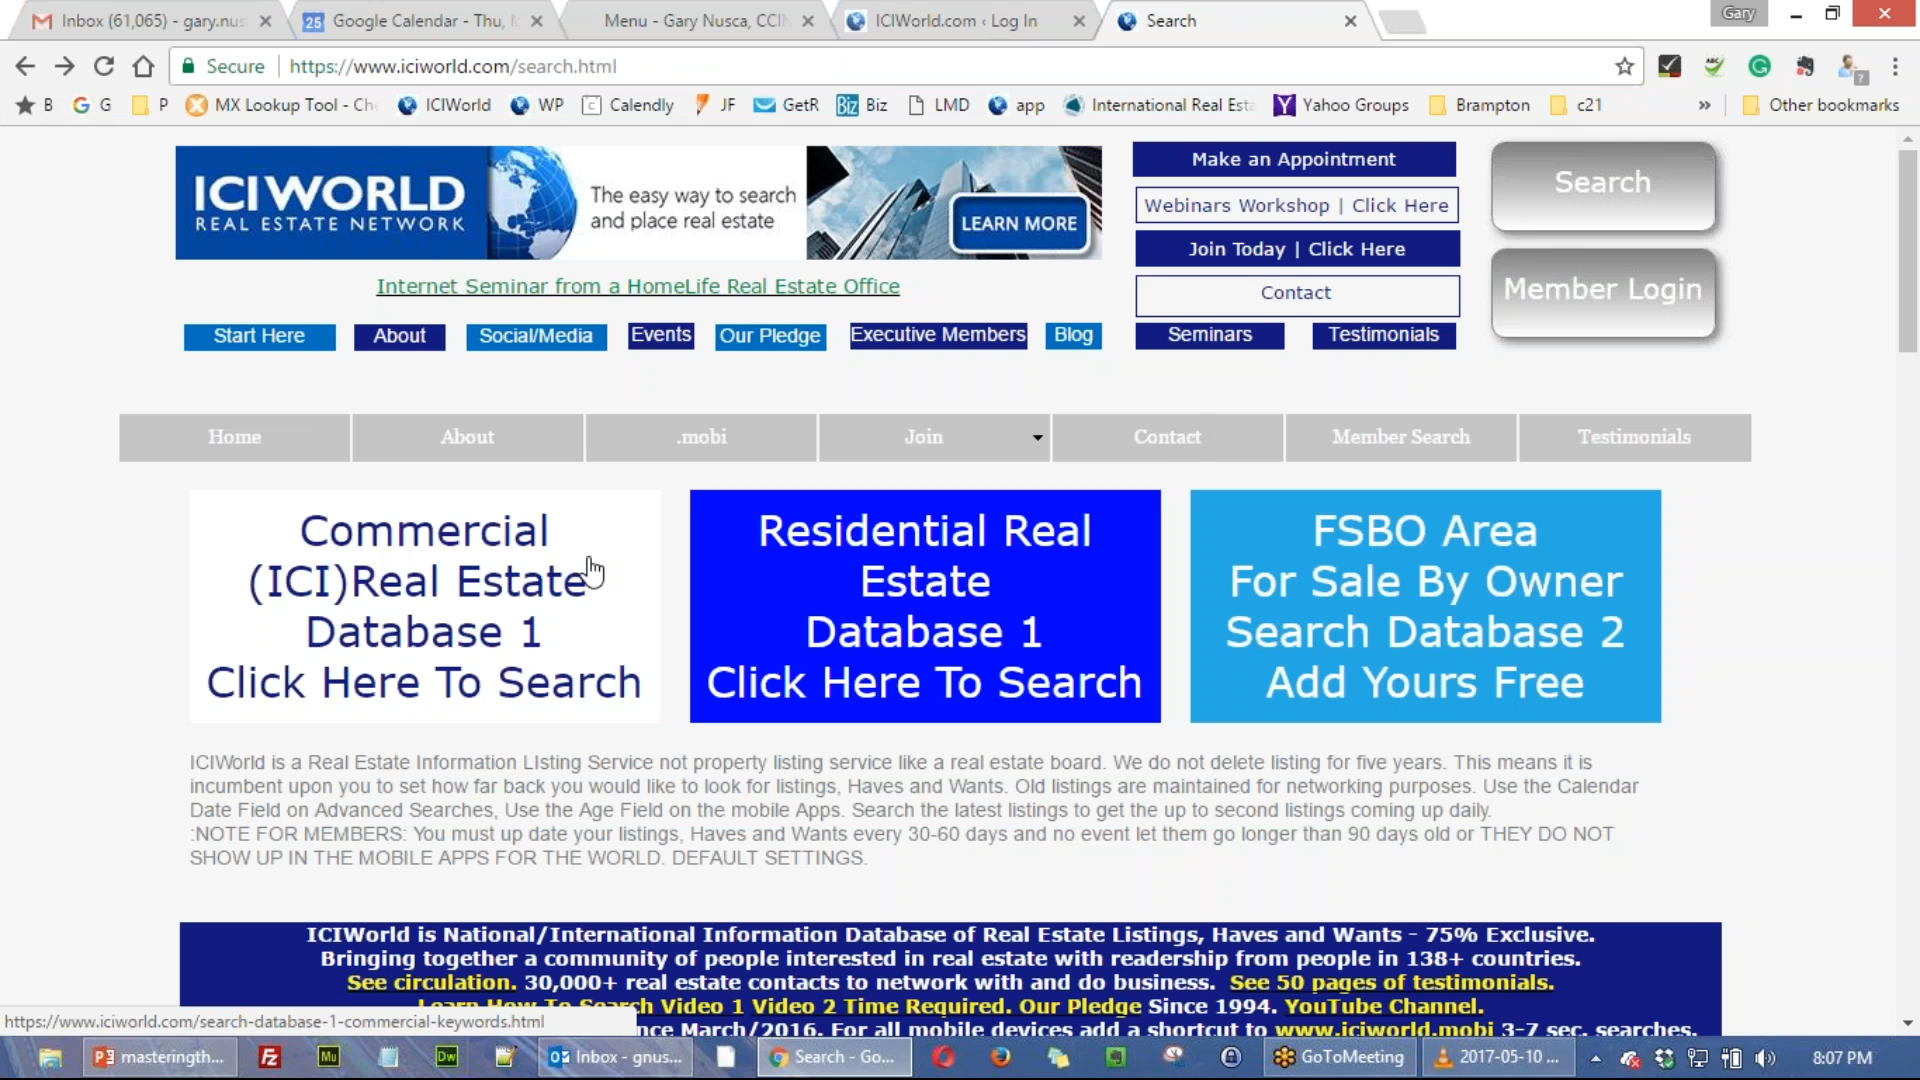 Inbox (61,065) - gary.nus
Google Calendar - Thu,
Menu - Gary Nusca, CCIM
ICIWorld.com ‹ Log In
Search
Gary
Secure
https://www.iciworld.com/search.html
B
G
P
MX Lookup Tool - Che
ICIWorld
WP
Calendly
JF
GetR
Biz
LMD
app
International Real Esta
Yahoo Groups
Brampton
c21
»
Other bookmarks
ICIWORLD
REAL ESTATE NETWORK
The easy way to search
and place real estate
LEARN MORE
Internet Seminar from a HomeLife Real Estate Office
Make an Appointment
Webinars Workshop | Click Here
Join Today | Click Here
Contact
Search
Member Login
Start Here
About
Social/Media
Events
Our Pledge
Executive Members
Blog
Seminars
Testimonials
Home
About
.mobi
Join
Contact
Member Search
Testimonials
Commercial
(ICI)Real Estate
Database 1
Click Here To Search
Residential Real
Estate
Database 1
Click Here To Search
FSBO Area
For Sale By Owner
Search Database 2
Add Yours Free
ICIWorld is a Real Estate Information LIsting Service not property listing service like a real estate board. We do not delete listing for five years. This means it is
incumbent upon you to set how far back you would like to look for listings, Haves and Wants. Old listings are maintained for networking purposes. Use the Calendar
Date Field on Advanced Searches, Use the Age Field on the mobile Apps. Search the latest listings to get the up to second listings coming up daily.
:NOTE FOR MEMBERS: You must up date your listings, Haves and Wants every 30-60 days and no event let them go longer than 90 days old or THEY DO NOT
SHOW UP IN THE MOBILE APPS FOR THE WORLD. DEFAULT SETTINGS.
ICIWorld is National/International Information Database of Real Estate Listings, Haves and Wants - 75% Exclusive.
Bringing together a community of people interested in real estate with readership from people in 138+ countries.
See circulation. 30,000+ real estate contacts to network with and do business. See 50 pages of testimonials.
Learn How To Search Video 1 Video 2 Time Required. Our Pledge Since 1994. YouTube Channel.
nce March/2016. For all mobile devices add a shortcut to www.iciworld.mobi 3-7 sec. searches.
https://www.iciworld.com/search-database-1-commercial-keywords.html
masteringth...
Mu
Dw
Inbox - gnus...
Search - Go...
GoToMeeting
2017-05-10 ...
8:07 PM